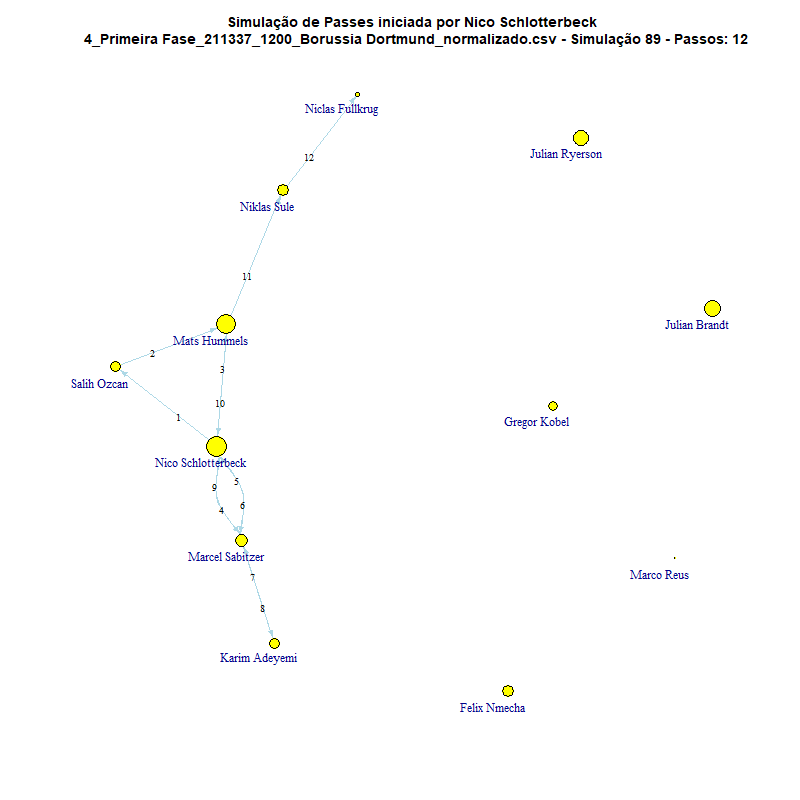 Simulação de Passes iniciada por Nico Schlotterbeck
4_Primeira Fase_211337_1200_Borussia Dortmund_normalizado.csv - Simulação 89 - Passos: 12
Niclas Fullkrug
Julian Ryerson
12
Niklas Sule
11
Julian Brandt
Mats Hummels
2
3
Salih Ozcan
10
1
Gregor Kobel
Nico Schlotterbeck
5
9
6
4
Marcel Sabitzer
7
Marco Reus
8
Karim Adeyemi
Felix Nmecha